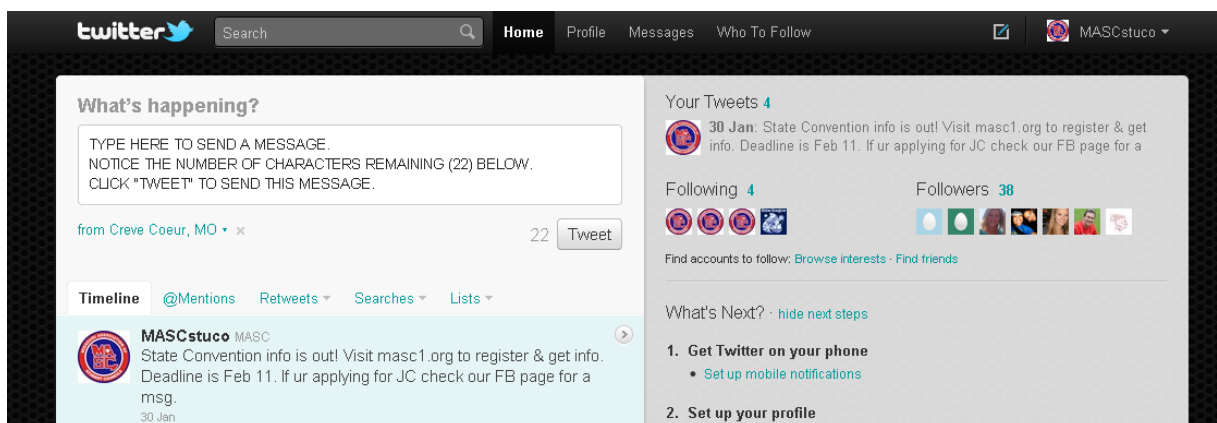 twitter Search Home Profile Messages Who To Follow MASCstuco
What's happening?
TYPE HERE TO SEND A MESSAGE.
NOTICE THE NUMBER OF CHARACTERS REMAINING (22) BELOW.
CLICK "TWEET" TO SEND THIS MESSAGE.
from Creve Coeur, MO × 22 Tweet
Timeline @Mentions Retweets Searches Lists
MASCstuco MASC
State Convention info is out! Visit masc1.org to register & get info.
Deadline is Feb 11. If ur applying for JC check our FB page for a
msg.
30 Jan
Your Tweets 4
30 Jan: State Convention info is out! Visit masc1.org to register & get
info. Deadline is Feb 11. If ur applying for JC check our FB page for a
Following 4
Followers 38
Find accounts to follow: Browse interests · Find friends
What's Next? · hide next steps
1. Get Twitter on your phone
• Set up mobile notifications
2. Set up your profile